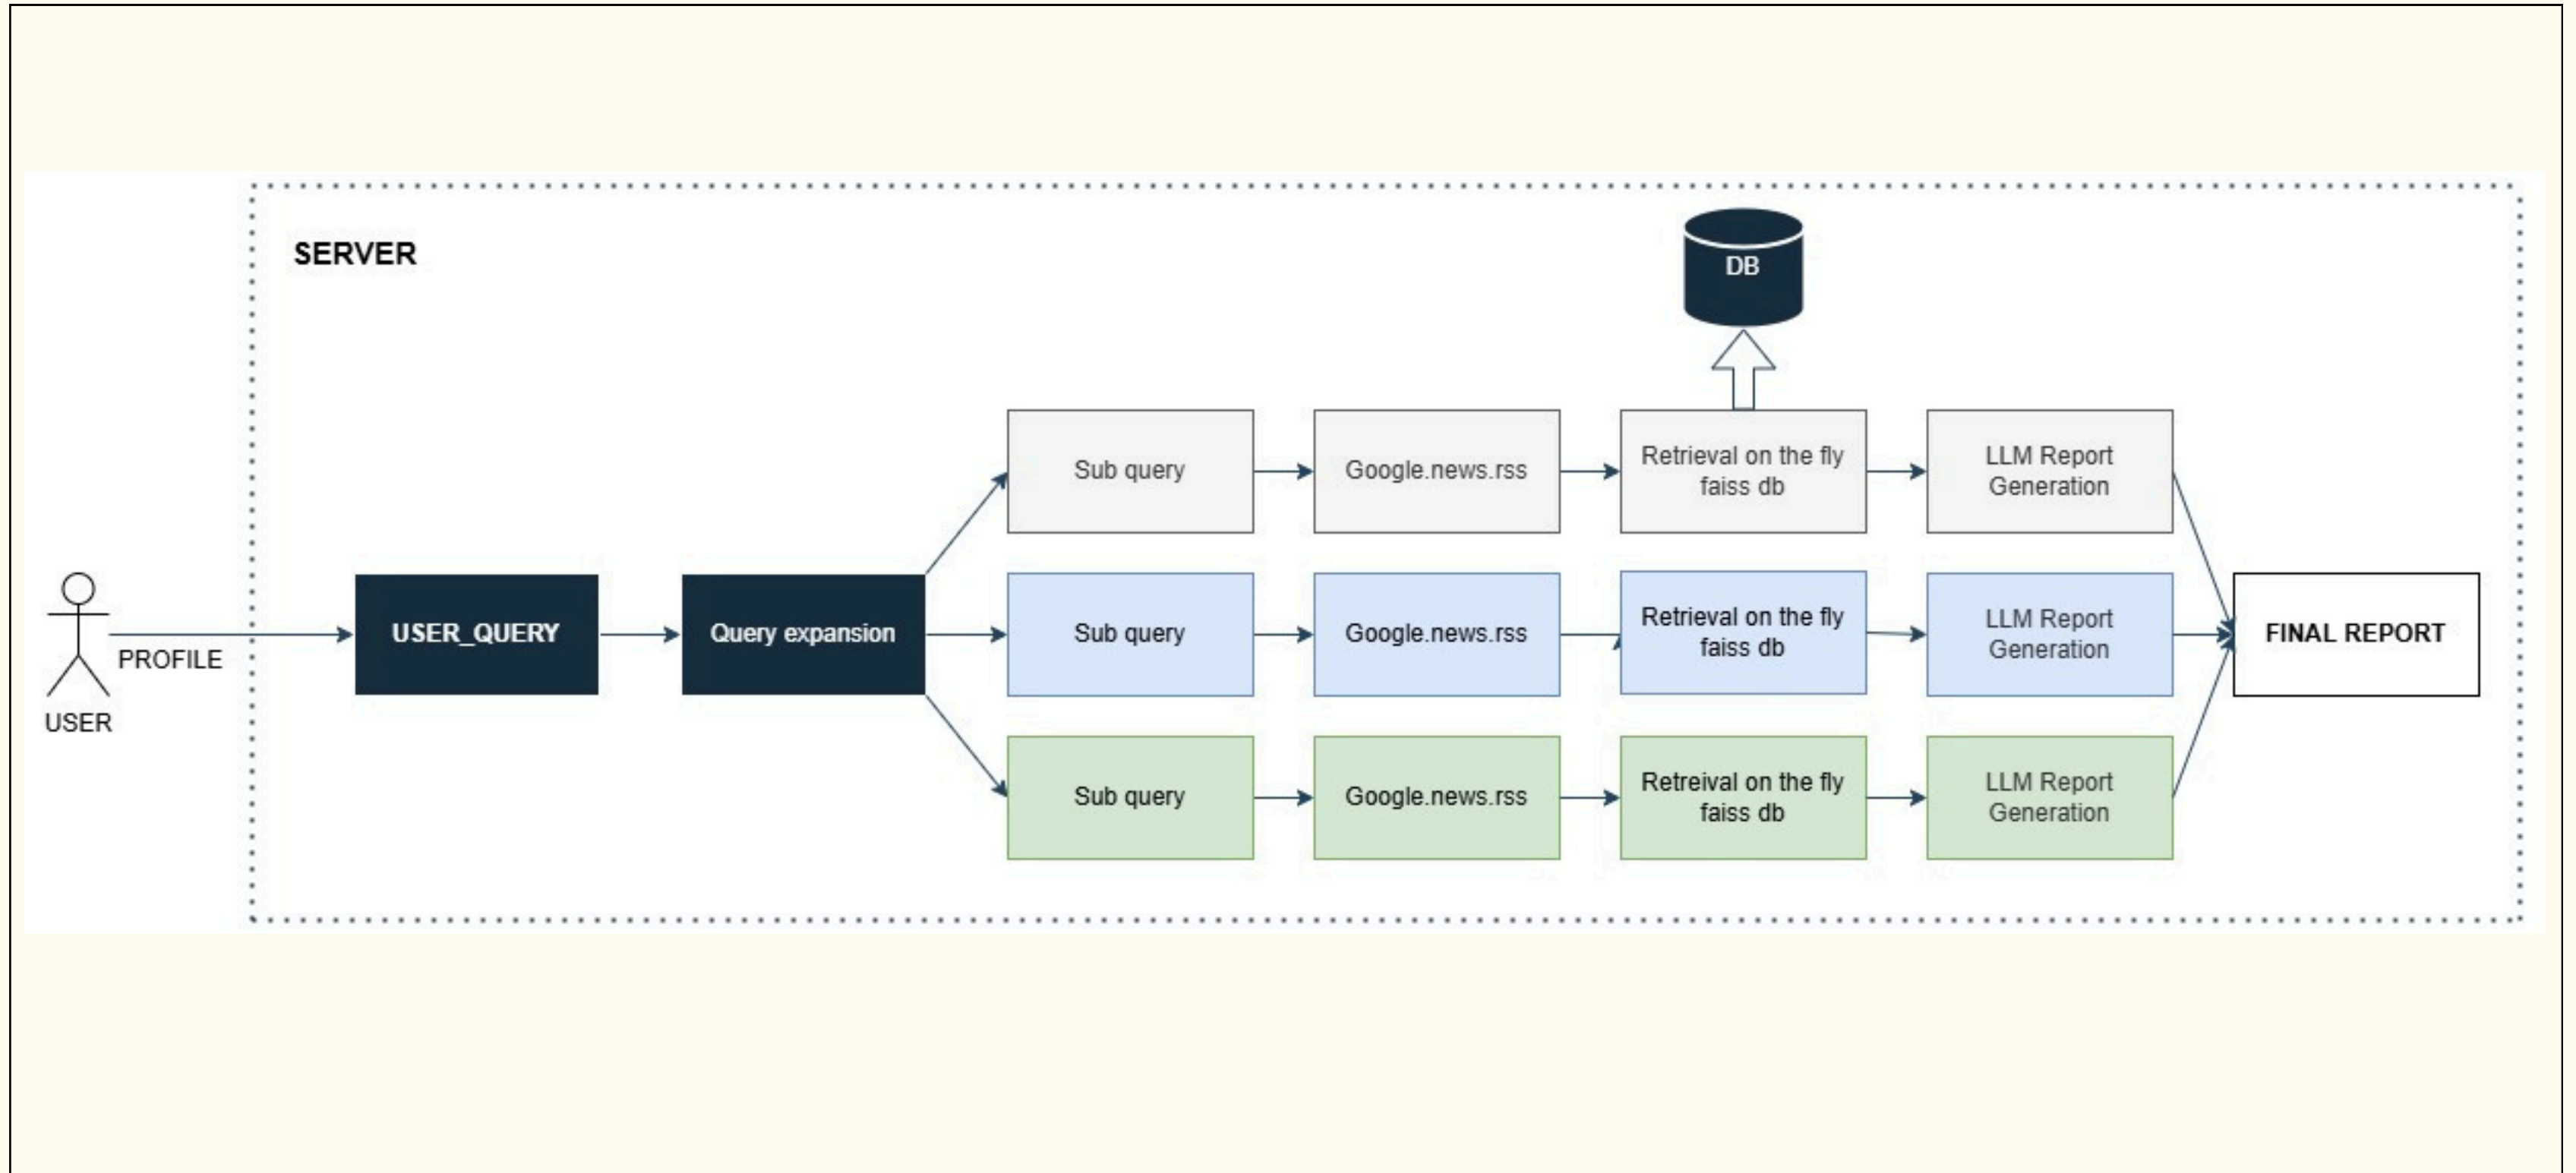 SERVER
DB
Sub query
Google.news.rss
Retrieval on the fly
faiss db
LLM Report
Generation
USER
PROFILE
USER_QUERY
Query expansion
Sub query
Google.news.rss
Retrieval on the fly
faiss db
LLM Report
Generation
FINAL REPORT
Sub query
Google.news.rss
Retreival on the fly
faiss db
LLM Report
Generation